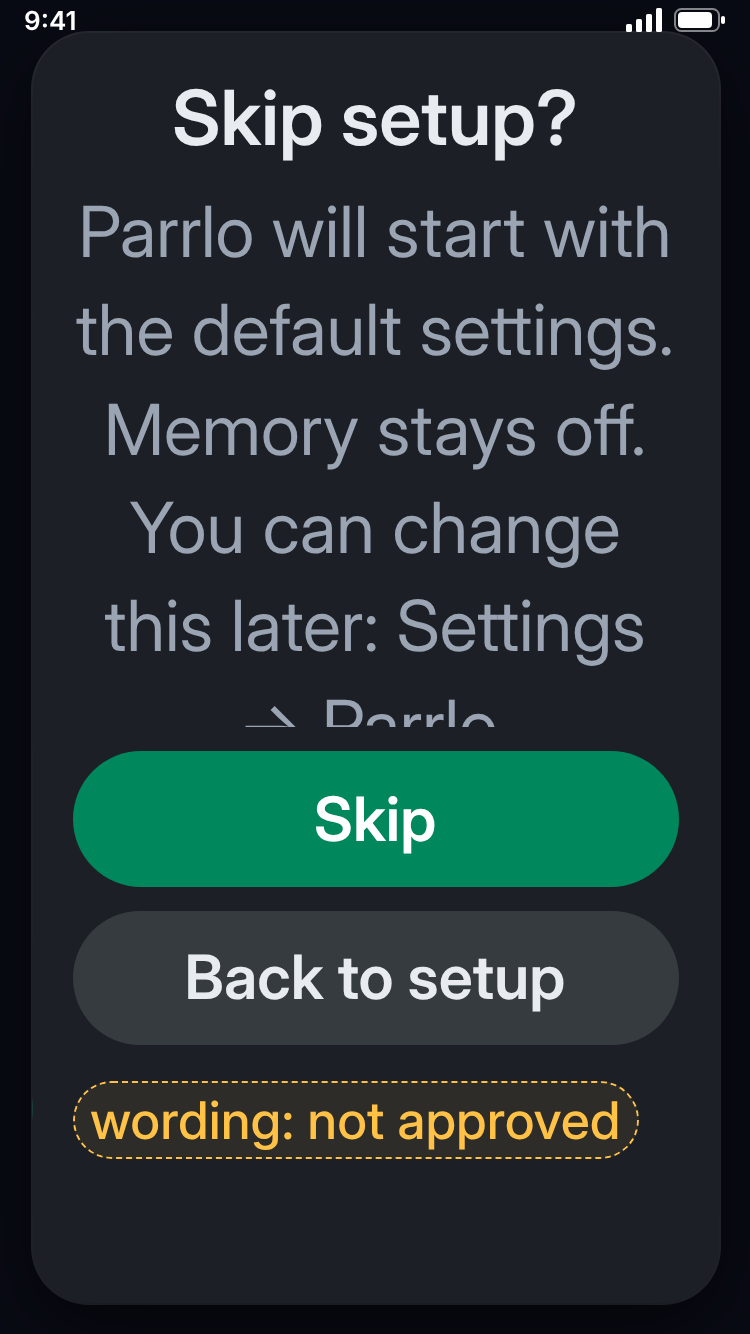 9:41
Skip setup?
Parrlo will start with
the default settings.
Memory stays off.
You can change
this later: Settings
→ Parrlo
Skip
Back to setup
wording: not approved